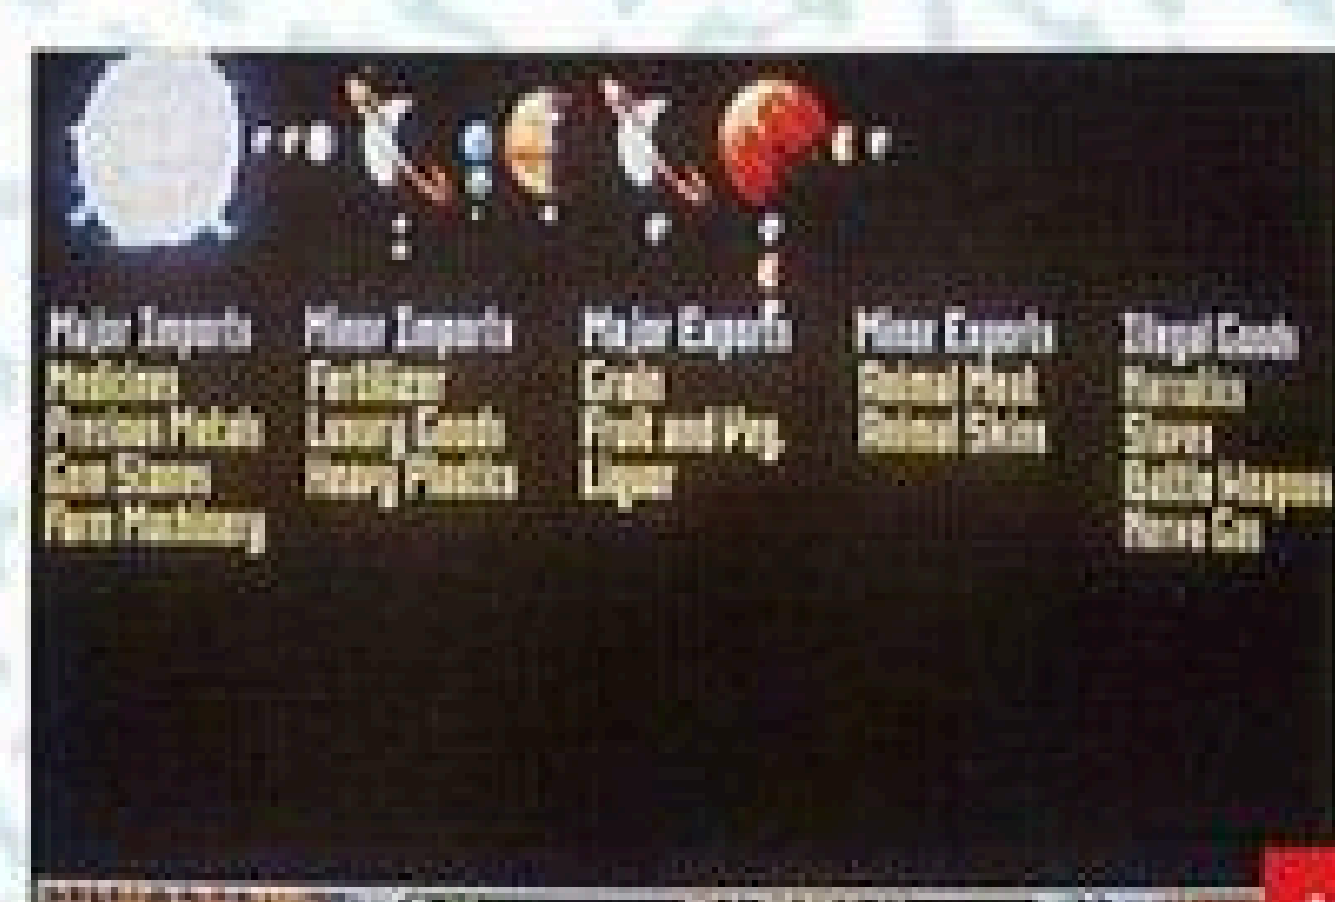 Major Imports
Medicines
Precious Metals
Gem Stones
Farm Machinery
Minor Imports
Fertilizer
Luxury Goods
Heavy Plastics
Major Exports
Grain
Fruit and Veg.
Liquor
Minor Exports
Animal Meat
Animal Skins
Illegal Goods
Narcotics
Slaves
Battle Weapons
Nerve Gas